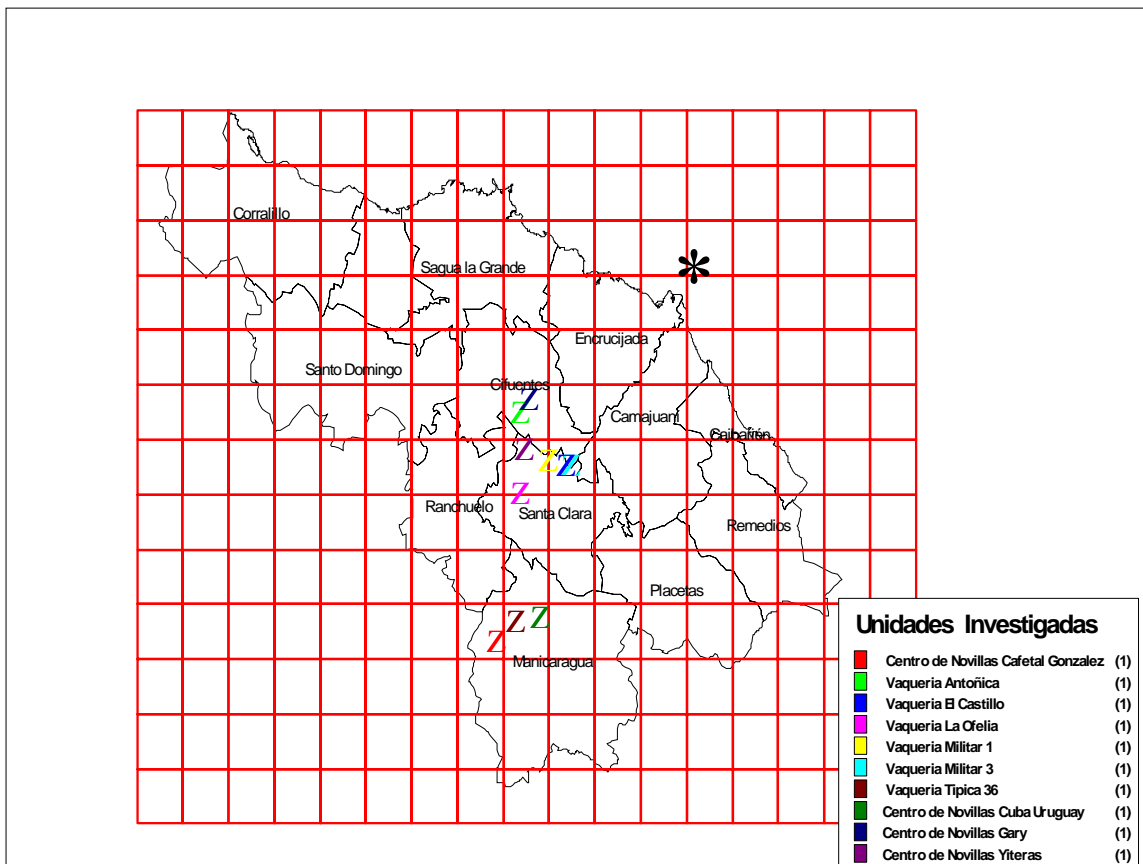 Corralillo
Saqua la Grande
Encrucijada
Santo Domingo
Cifuentes
Camajuaní
Z
Z
Z
Z
Z
Z
Ranchuelo
Santa Clara
Remedios
Placetas
Z
Z
Z
Manicaragua
Unidades Investigadas
Centro de Novillas Cafetal Gonzalez (1)
Vaqueria Antoñica (1)
Vaqueria El Castillo (1)
Vaqueria La Ofelia (1)
Vaqueria Militar 1 (1)
Vaqueria Militar 3 (1)
Vaqueria Tipica 36 (1)
Centro de Novillas Cuba Uruguay (1)
Centro de Novillas Gary (1)
Centro de Novillas Yiteras (1)